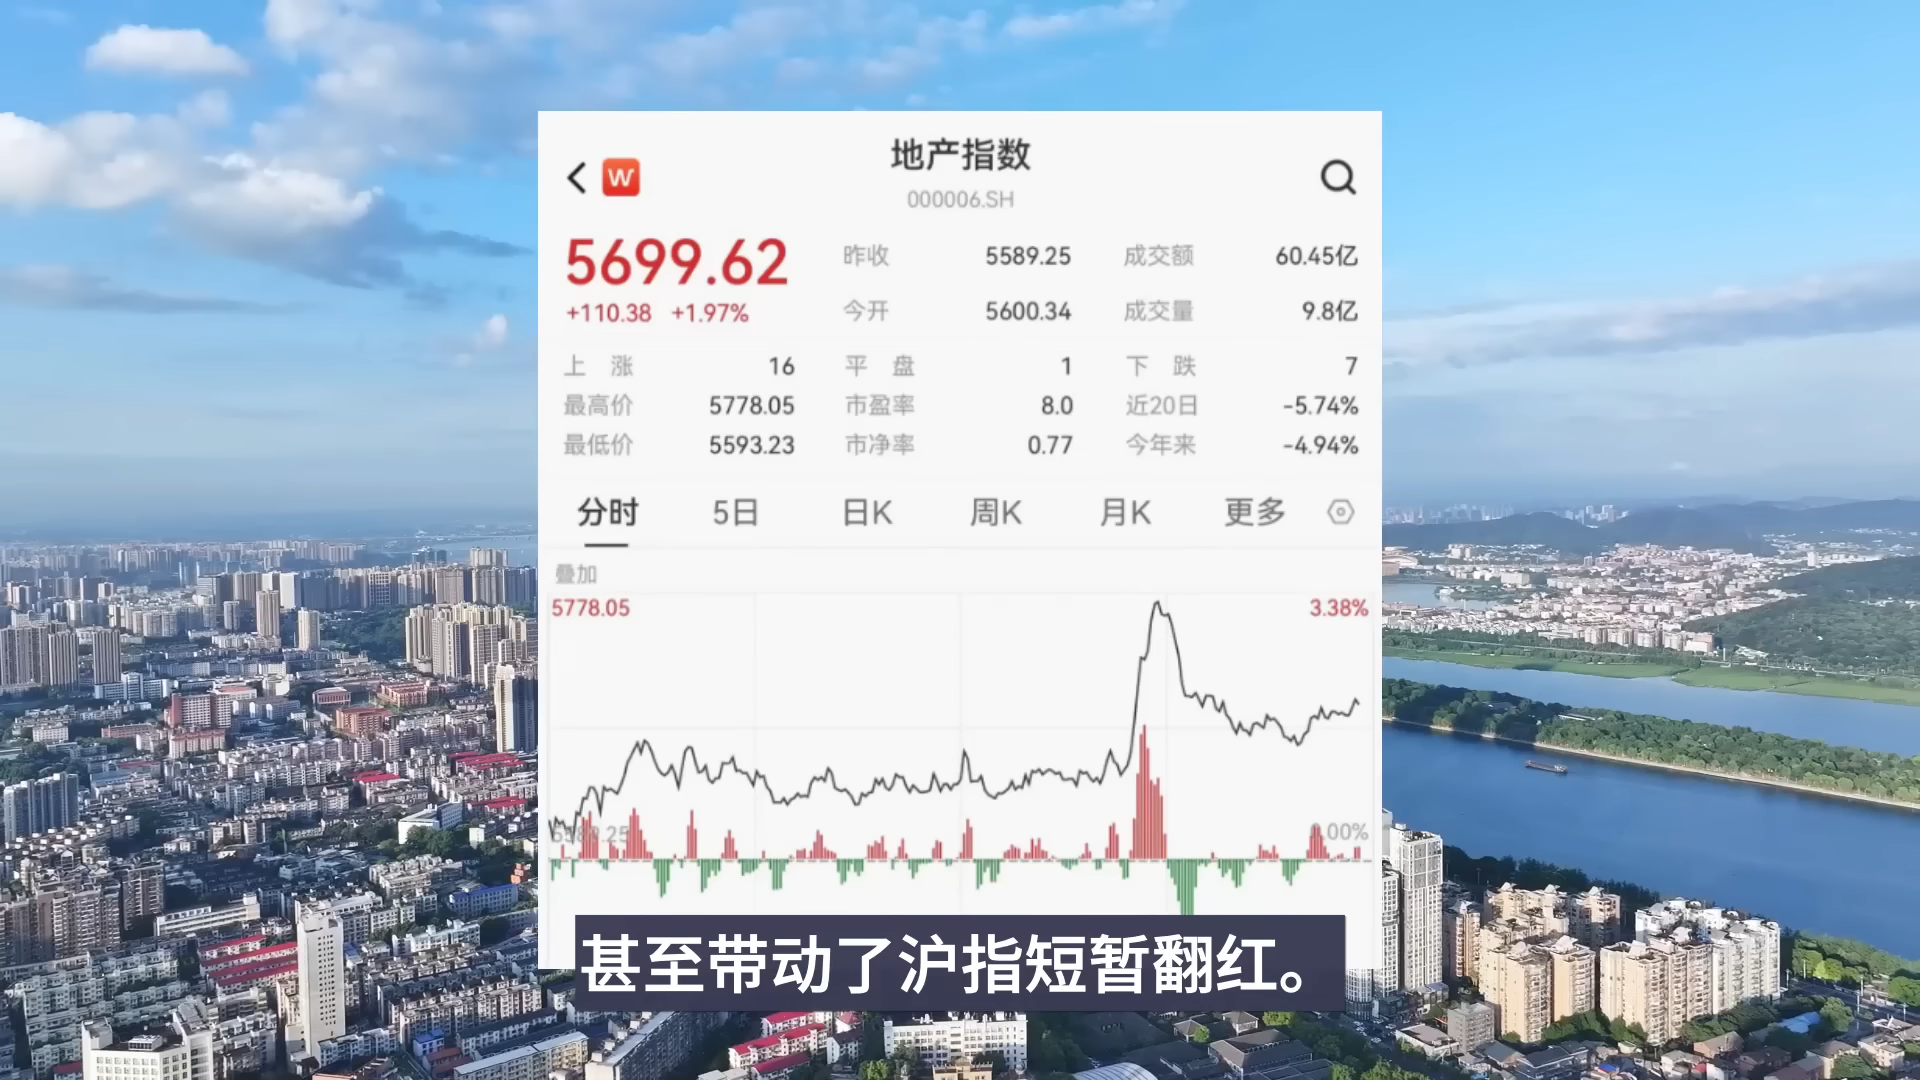 地产指数
000006.SH
5699.62
+110.38 +1.97%
昨收 5589.25 成交额 60.45亿
今开 5600.34 成交量 9.8亿
上涨 16 平盘 1 下跌 7
最高价 5778.05 市盈率 8.0 近20日 -5.74%
最低价 5593.23 市净率 0.77 今年来 -4.94%
分时 5日 日K 周K 月K 更多
叠加
5778.05 3.38%
5589.25 0.00%
甚至带动了沪指短暂翻红。